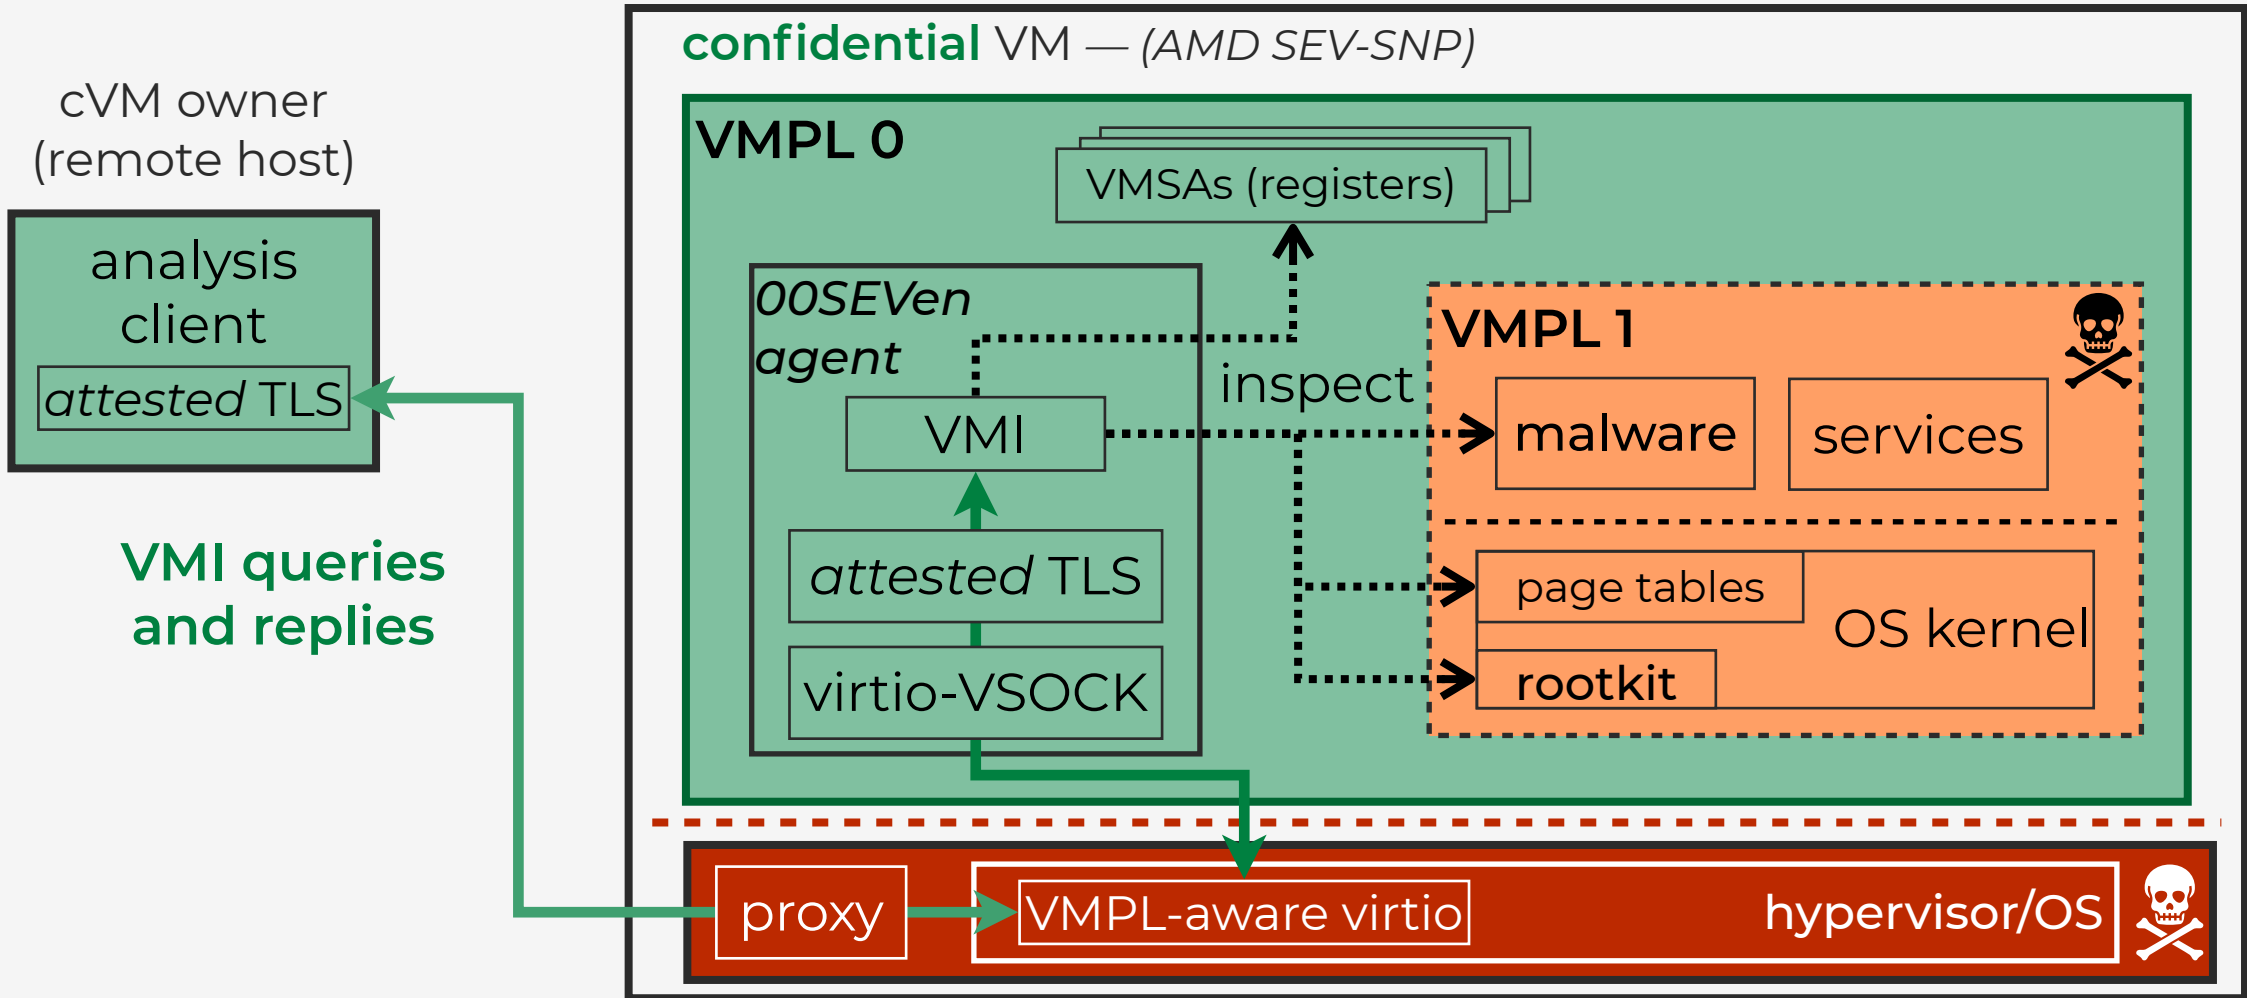 confidential VM — (AMD SEV-SNP)
cVM owner
(remote host)
analysis
client
attested TLS
VMI queries
and replies
VMPL 0
VMSAs (registers)
00SEVen
agent
VMI
attested TLS
virtio-VSOCK
inspect
VMPL 1
malware
services
page tables
OS kernel
rootkit
proxy
VMPL-aware virtio
hypervisor/OS